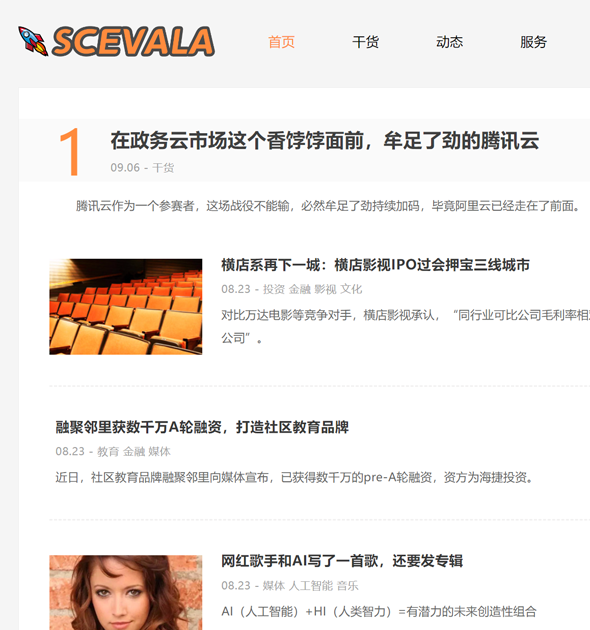 SCEVALA
首页 干货 动态 服务
1
在政务云市场这个香饽饽面前，牟足了劲的腾讯云
09.06 - 干货
腾讯云作为一个参赛者，这场战役不能输，必然牟足了劲持续加码，毕竟阿里云已经走在了前面。
横店系再下一城：横店影视IPO过会押宝三线城市
08.23 - 投资 金融 影视 文化
对比万达电影等竞争对手，横店影视承认，“同行业可比公司毛利率相
公司”。
融聚邻里获数千万A轮融资，打造社区教育品牌
08.23 - 教育 金融 媒体
近日，社区教育品牌融聚邻里向媒体宣布，已获得数千万的pre-A轮融资，资方为海捷投资。
网红歌手和AI写了一首歌，还要发专辑
08.23 - 媒体 人工智能 音乐
AI（人工智能）+HI（人类智力）=有潜力的未来创造性组合